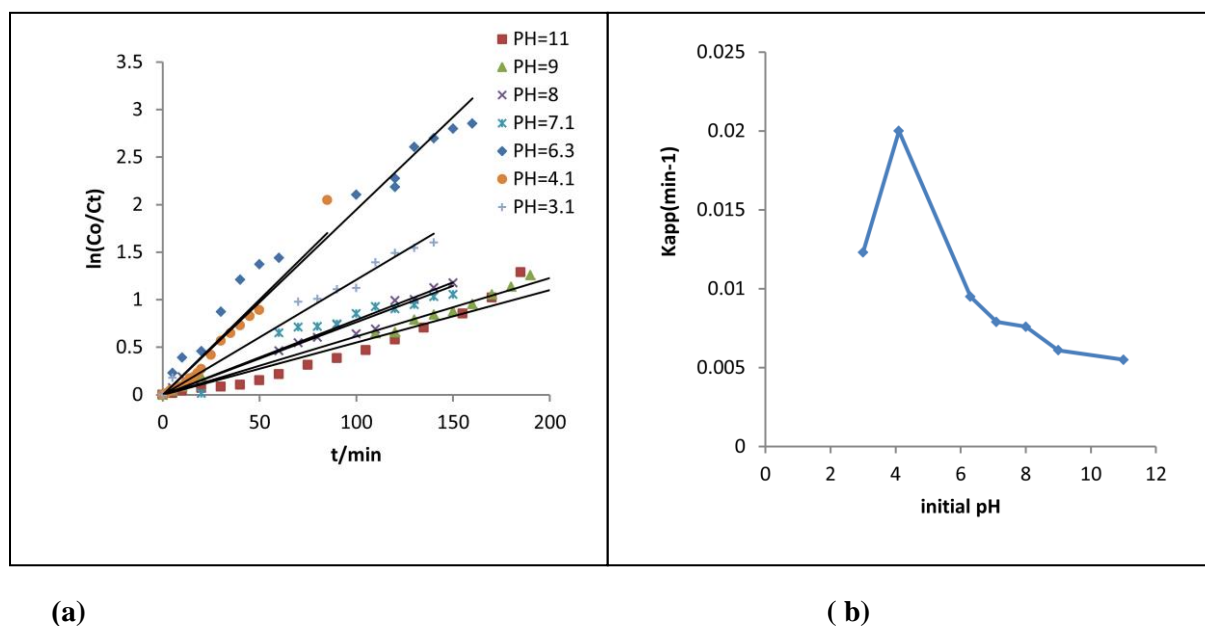 PH=11
PH=9
PH=8
PH=7.1
PH=6.3
PH=4.1
PH=3.1
3.5
3
2.5
2
1.5
1
0.5
0
ln(Co/Ct)
0 50 100 150 200
t/min
0.025
0.02
0.015
0.01
0.005
0
Kapp(min-1)
0 2 4 6 8 10 12
initial pH
(a) ( b)